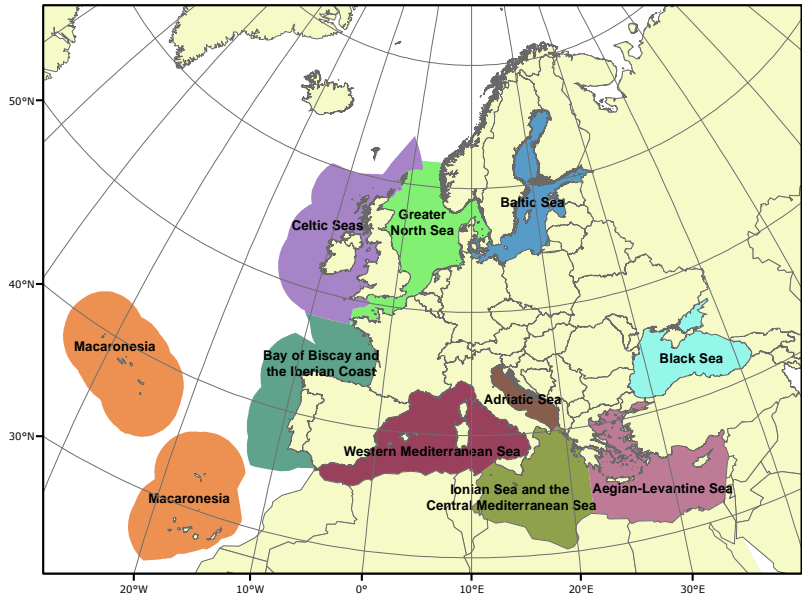 50°N
40°N
30°N
Celtic Seas
Greater
North Sea
Baltic Sea
Macaronesia
Bay of Biscay and
the Iberian Coast
Black Sea
Adriatic Sea
Western Mediterranean Sea
Macaronesia
Ionian Sea and the
Central Mediterranean Sea
Aegian-Levantine Sea
20°W
10°W
0°
10°E
20°E
30°E